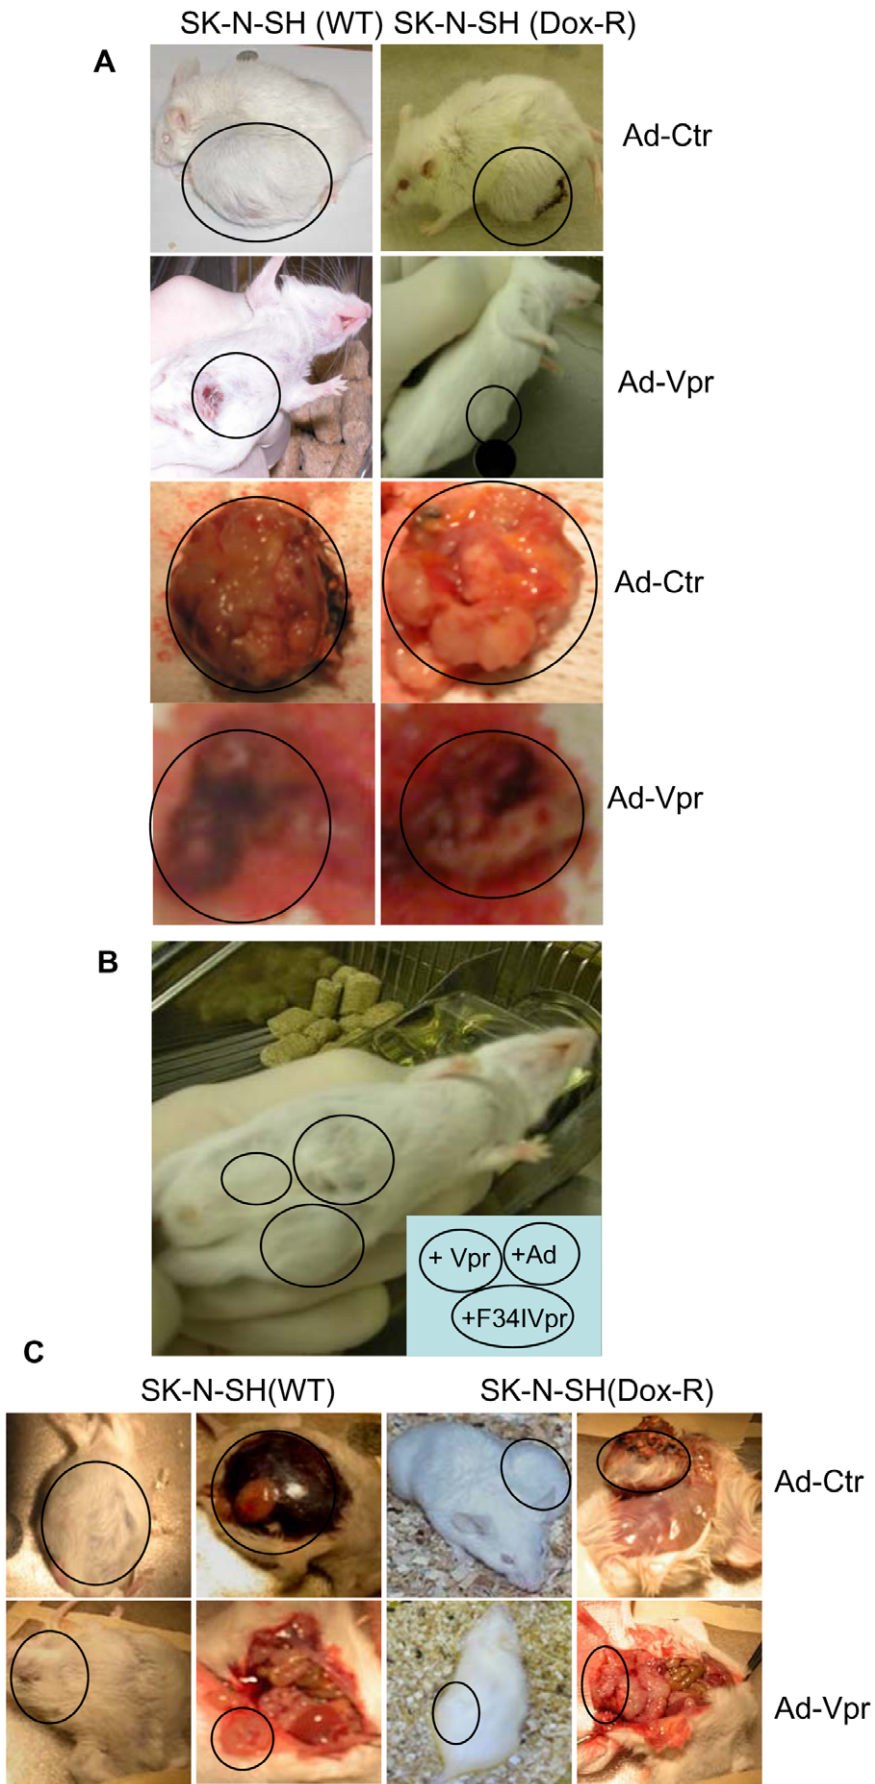 SK-N-SH (WT) SK-N-SH (Dox-R)
A
Ad-Ctr
Ad-Vpr
Ad-Ctr
Ad-Vpr
B
+ Vpr
+Ad
+F34IVpr
C
SK-N-SH(WT)
SK-N-SH(Dox-R)
Ad-Ctr
Ad-Vpr